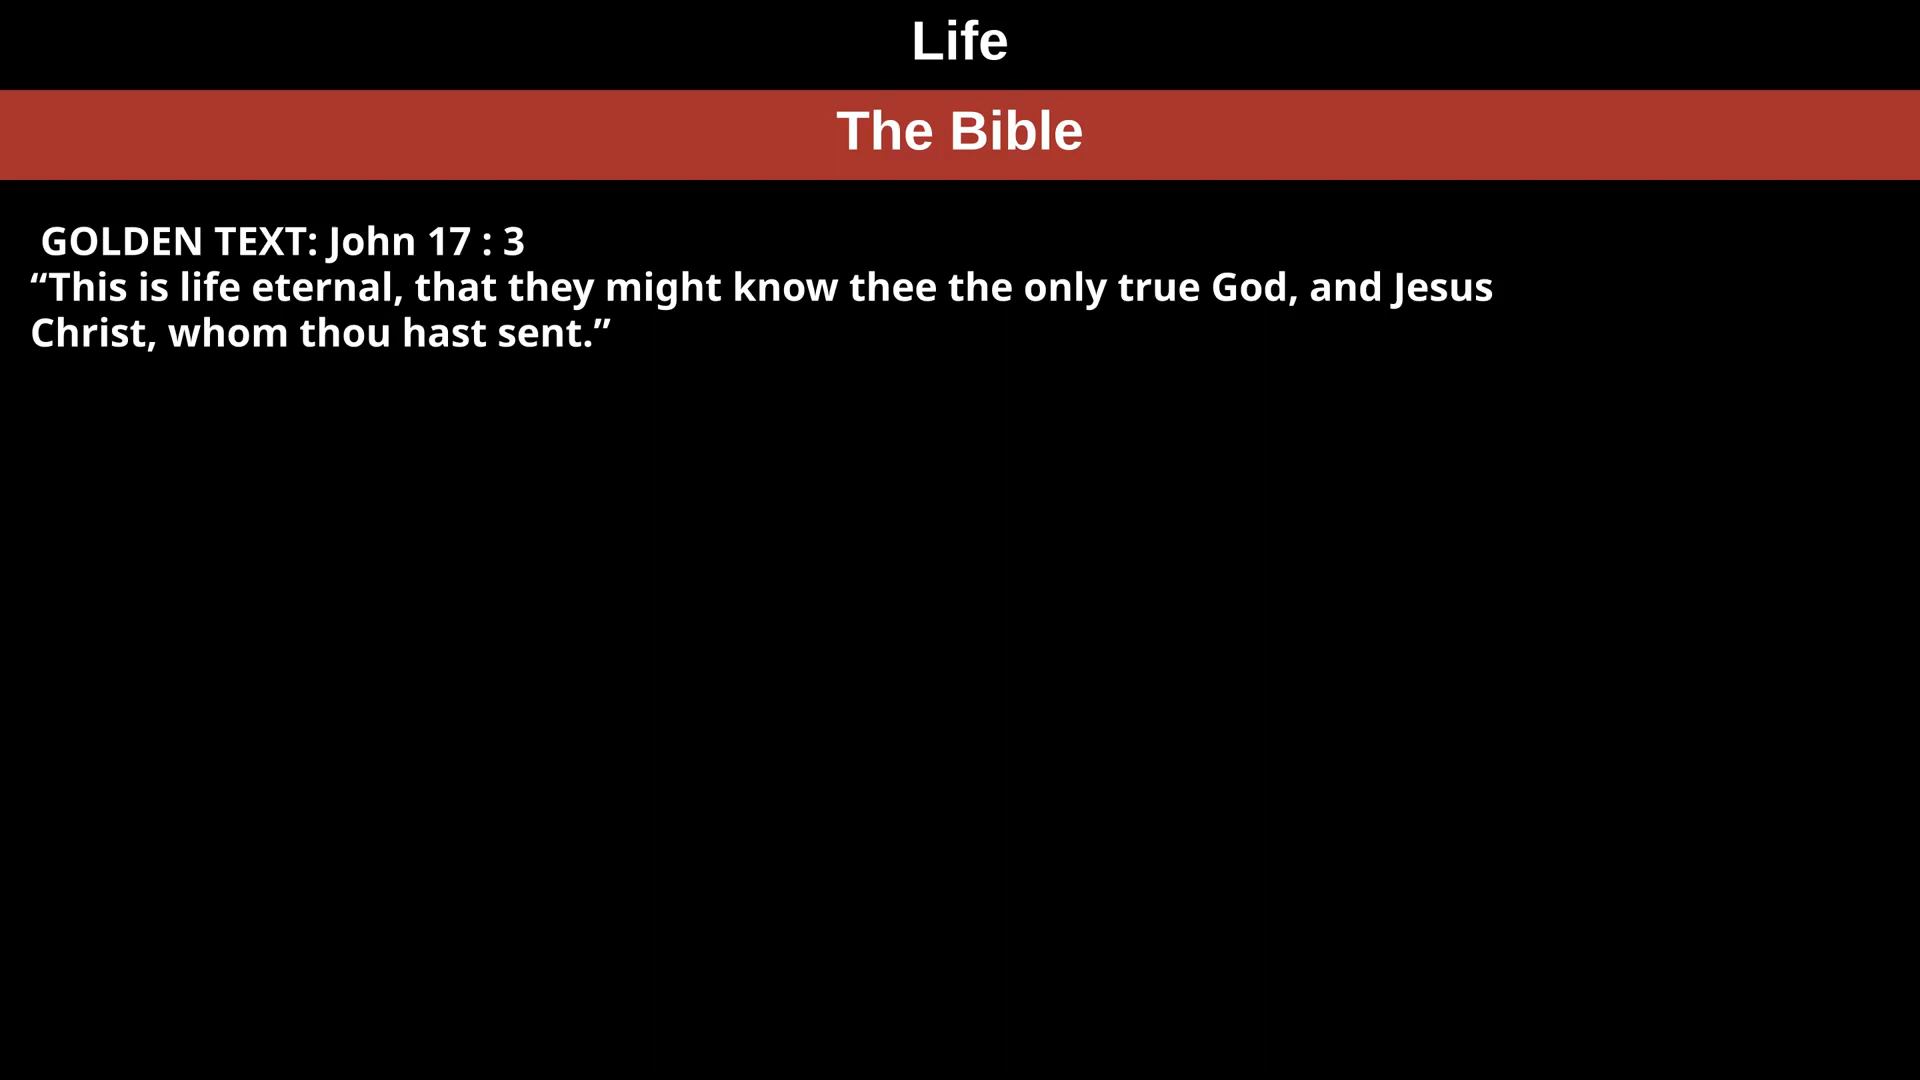 Life
The Bible
GOLDEN TEXT: John 17 : 3
“This is life eternal, that they might know thee the only true God, and Jesus
Christ, whom thou hast sent.”